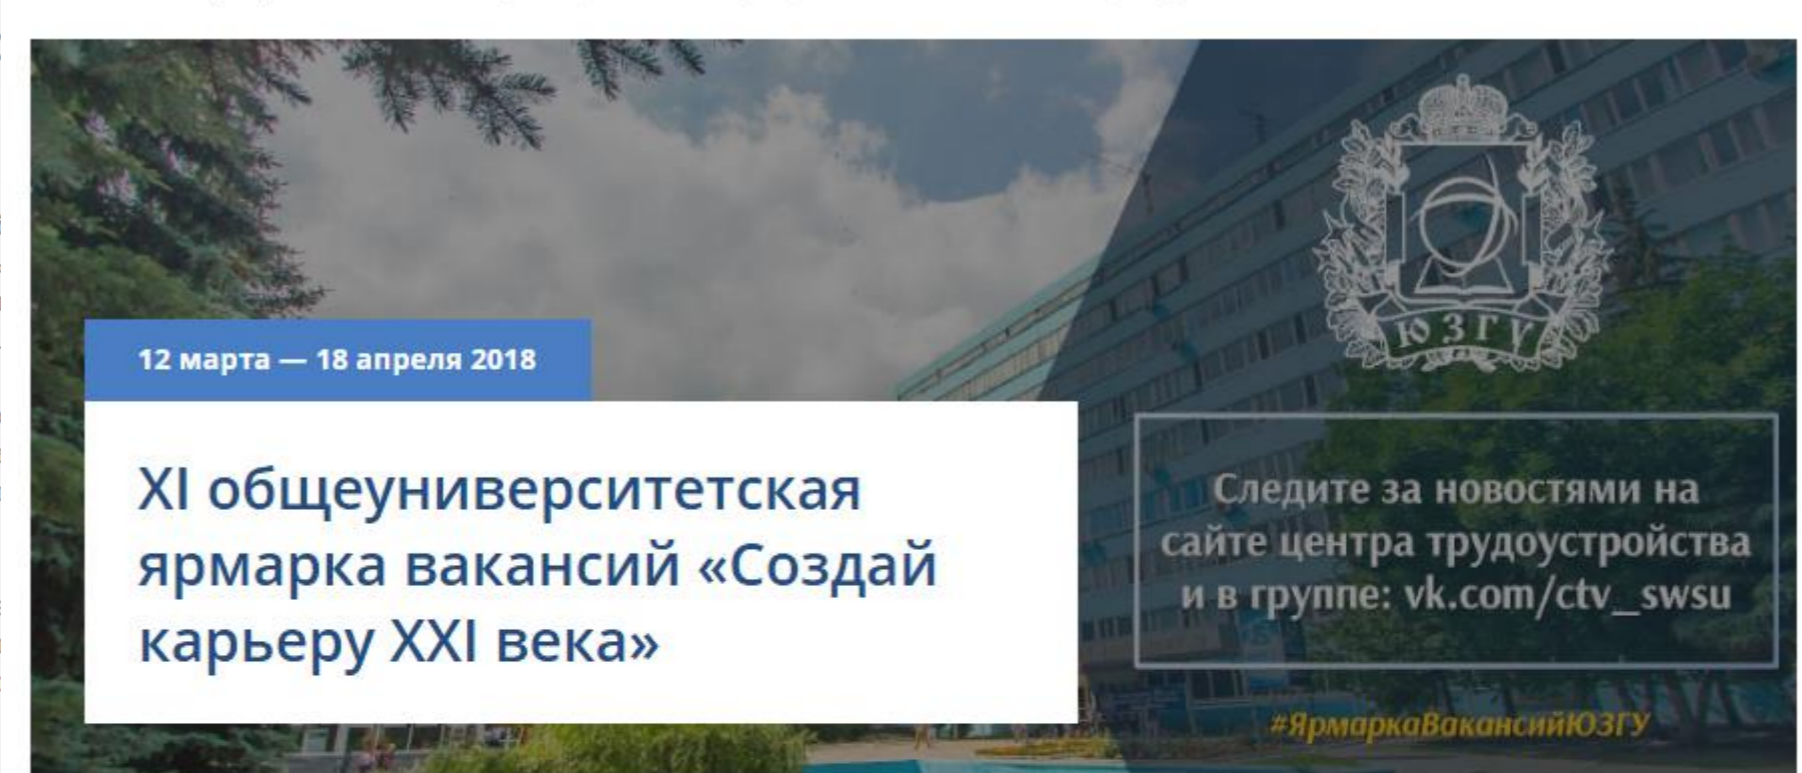 12 марта — 18 апреля 2018
XI общеуниверситетская
ярмарка вакансий «Создай
карьеру XXI века»
ЮЗГУ
Следите за новостями на
сайте центра трудоустройства
и в группе: vk.com/ctv_swsu
#ЯрмаркаВакансийЮЗГУ